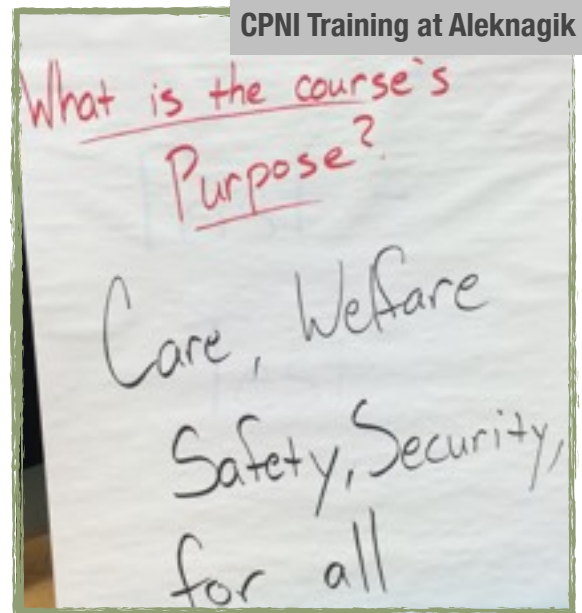 CPNI Training at Aleknagik
What is the course's
Purpose?
Care, Welfare
Safety, Security,
for all